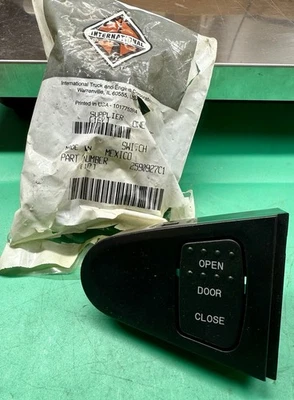 INTERNATIONAL
International Truck and Engine
Warrenville, IL 60555
Printed in USA
SUPPLIER
SWITCH
MEXICO
PART NUMBER
2590927C1
OPEN
DOOR
CLOSE